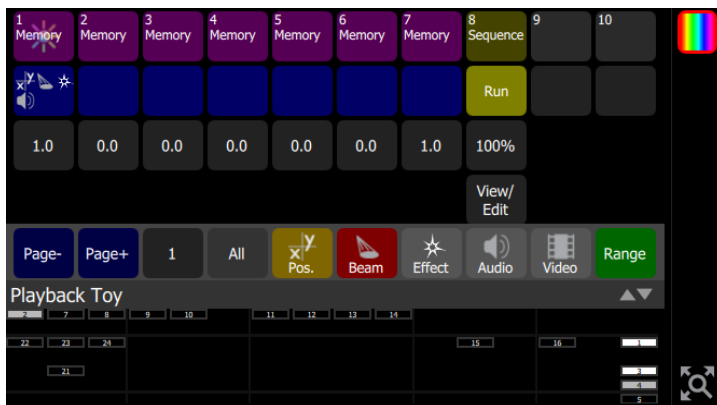 1 2 3 4 5 6 7 8 9 10
Memory Memory Memory Memory Memory Memory Memory Sequence
x y
Run
1.0 0.0 0.0 0.0 0.0 0.0 1.0 100%
View/
Edit
Page- Page+ 1 All x y Pos. Beam Effect Audio Video Range
Playback Toy
2 7 8 9 10 11 12 13 14
22 23 24 15 16 1
21 3
4
5